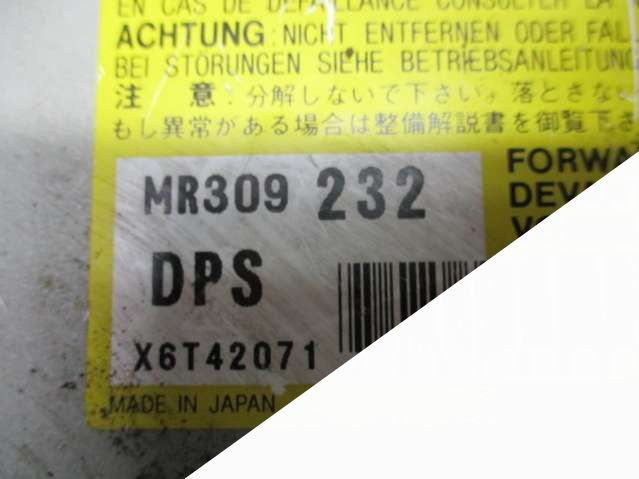 EN CAS DE DEFAILLANCE CONSULTER LA
ACHTUNG: NICHT ENTFERNEN ODER FAL
BEI STÖRUNGEN SIEHE BETRIEBSANLEITUNG
注 意:分解しないで下さい。落とさな
もし異常がある場合は整備解説書を御覧下さ
FORWA
DEV
MR309 232
DPS
X6T42071
MADE IN JAPAN